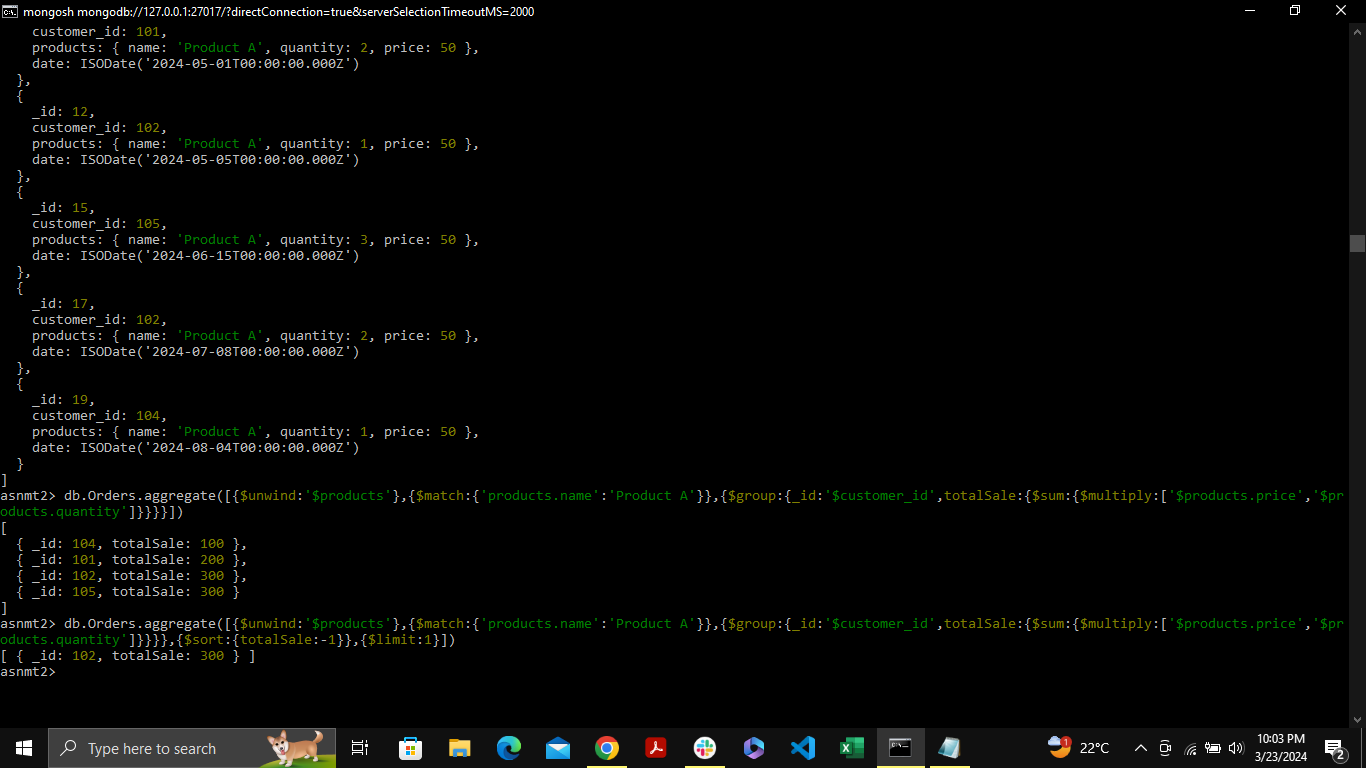 mongosh mongodb://127.0.0.1:27017/?directConnection=true&serverSelectionTimeoutMS=2000
customer_id: 101,
products: { name: 'Product A', quantity: 2, price: 50 },
date: ISODate('2024-05-01T00:00:00.000Z')
},
{
_id: 12,
customer_id: 102,
products: { name: 'Product A', quantity: 1, price: 50 },
date: ISODate('2024-05-05T00:00:00.000Z')
},
{
_id: 15,
customer_id: 105,
products: { name: 'Product A', quantity: 3, price: 50 },
date: ISODate('2024-06-15T00:00:00.000Z')
},
{
_id: 17,
customer_id: 102,
products: { name: 'Product A', quantity: 2, price: 50 },
date: ISODate('2024-07-08T00:00:00.000Z')
},
{
_id: 19,
customer_id: 104,
products: { name: 'Product A', quantity: 1, price: 50 },
date: ISODate('2024-08-04T00:00:00.000Z')
}
]
asnmt2> db.Orders.aggregate([{$unwind:'$products'},{$match:{'products.name':'Product A'}},{$group:{_id:'$customer_id',totalSale:{$sum:{$multiply:['$products.price','$pr
oducts.quantity']}}}}])
[
{ _id: 104, totalSale: 100 },
{ _id: 101, totalSale: 200 },
{ _id: 102, totalSale: 300 },
{ _id: 105, totalSale: 300 }
]
asnmt2> db.Orders.aggregate([{$unwind:'$products'},{$match:{'products.name':'Product A'}},{$group:{_id:'$customer_id',totalSale:{$sum:{$multiply:['$products.price','$pr
oducts.quantity']}}}},{$sort:{totalSale:-1}},{$limit:1}])
[ { _id: 102, totalSale: 300 } ]
asnmt2>
Type here to search
1
22°C
10:03 PM
3/23/2024
2